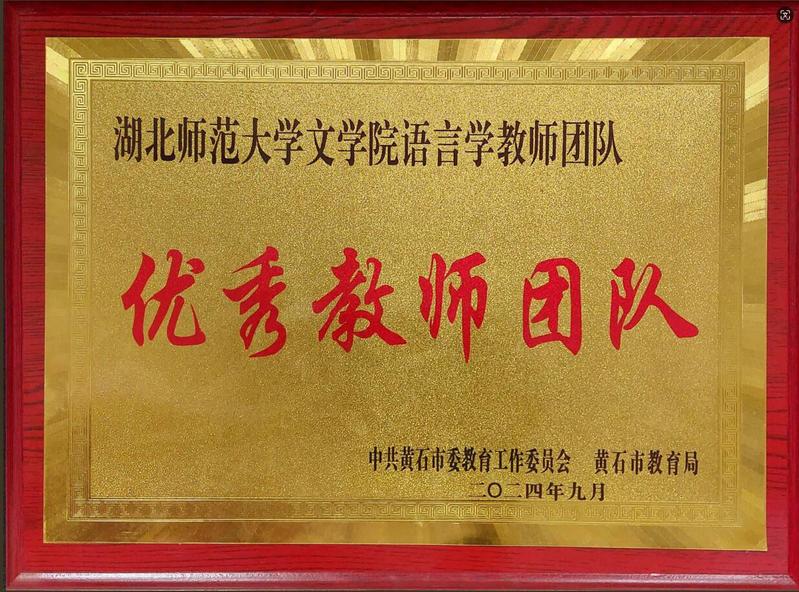 湖北师范大学文学院语言学教师团队
优秀教师团队
中共黄石市委教育工作委员会 黄石市教育局
二〇二四年九月